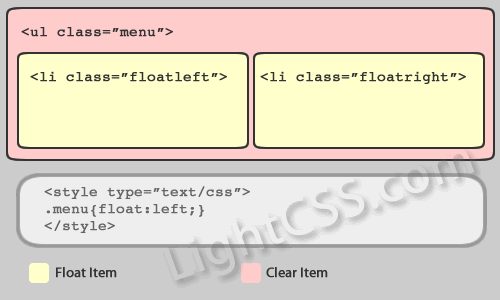 <ul class=”menu”>
<li class=”floatleft”>
<li class=”floatright”>
<style type=”text/css”>
.menu{float:left;}
</style>
LightCSS.com
Float Item
Clear Item